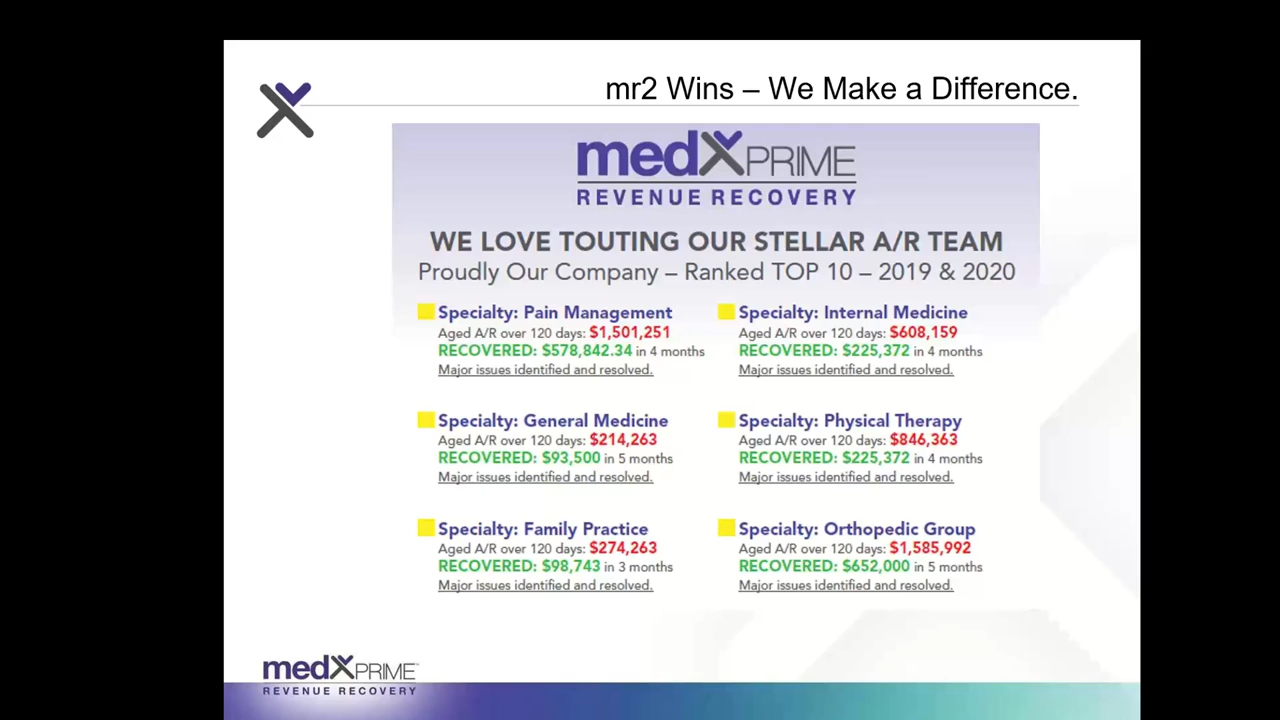 mr2 Wins – We Make a Difference.
medXPRIME
REVENUE RECOVERY
WE LOVE TOUTING OUR STELLAR A/R TEAM
Proudly Our Company – Ranked TOP 10 – 2019 & 2020
Specialty: Pain Management
Aged A/R over 120 days: $1,501,251
RECOVERED: $578,842.34 in 4 months
Major issues identified and resolved.
Specialty: Internal Medicine
Aged A/R over 120 days: $608,159
RECOVERED: $225,372 in 4 months
Major issues identified and resolved.
Specialty: General Medicine
Aged A/R over 120 days: $214,263
RECOVERED: $93,500 in 5 months
Major issues identified and resolved.
Specialty: Physical Therapy
Aged A/R over 120 days: $846,363
RECOVERED: $225,372 in 4 months
Major issues identified and resolved.
Specialty: Family Practice
Aged A/R over 120 days: $274,263
RECOVERED: $98,743 in 3 months
Major issues identified and resolved.
Specialty: Orthopedic Group
Aged A/R over 120 days: $1,585,992
RECOVERED: $652,000 in 5 months
Major issues identified and resolved.
medXPRIME
REVENUE RECOVERY